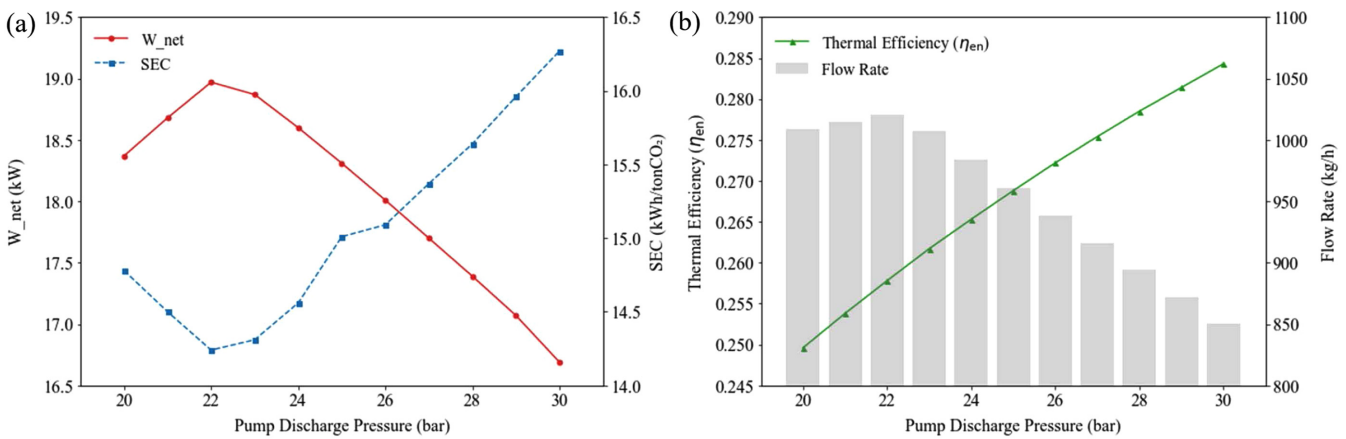 (a)
W_net
SEC
19.5
19.0
18.5
18.0
17.5
17.0
16.5
W_net (kW)
16.5
16.0
15.5
15.0
14.5
14.0
SEC (kWh/tonCO₂)
20 22 24 26 28 30
Pump Discharge Pressure (bar)
(b)
Thermal Efficiency (η_en)
Flow Rate
0.290
0.285
0.280
0.275
0.270
0.265
0.260
0.255
0.250
0.245
Thermal Efficiency (η_en)
1100
1050
1000
950
900
850
800
Flow Rate (kg/h)
20 22 24 26 28 30
Pump Discharge Pressure (bar)